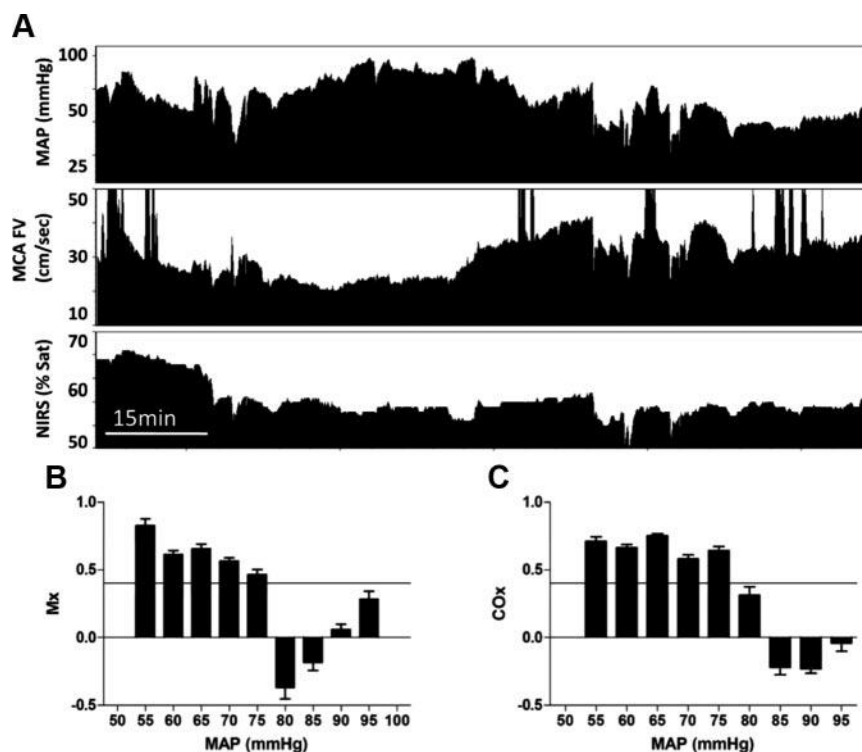 A
MAP (mmHg)
100
50
25
MCA FV
(cm/sec)
50
30
10
NIRS (% Sat)
70
60
50
15min
B
Mx
1.0
0.5
0.0
-0.5
50 55 60 65 70 75 80 85 90 95 100
MAP (mmHg)
C
COx
1.0
0.5
0.0
-0.5
50 55 60 65 70 75 80 85 90 95
MAP (mmHg)